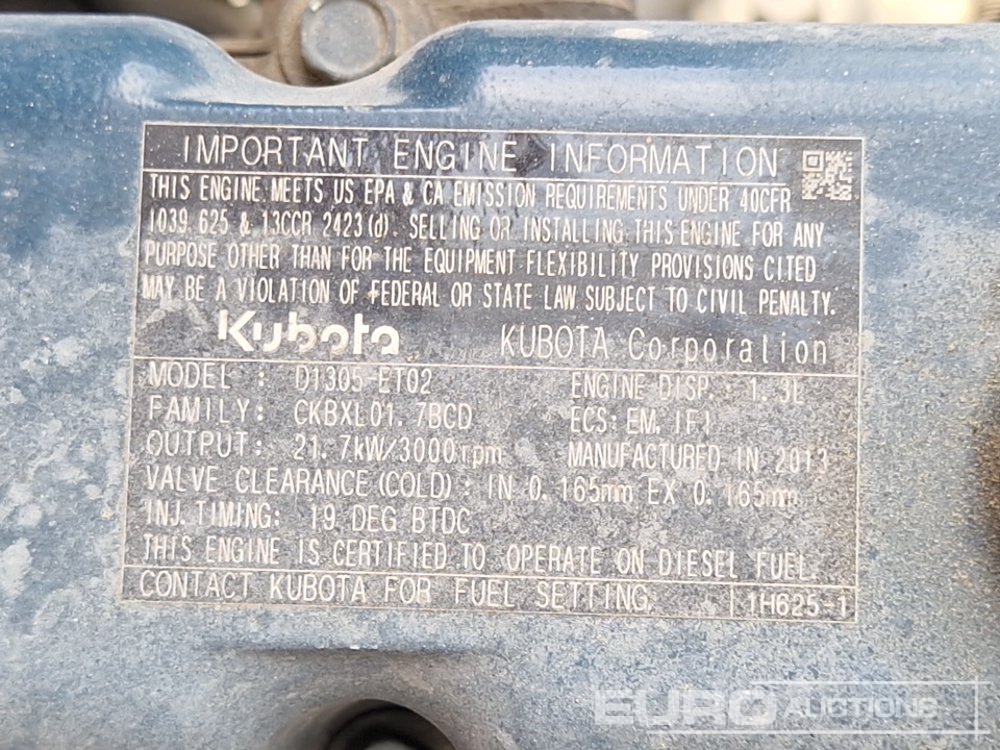 IMPORTANT ENGINE INFORMATION
THIS ENGINE MEETS US EPA & CA EMISSION REQUIREMENTS UNDER 40CFR
1039.625 & 13CCR 2423(d). SELLING OR INSTALLING THIS ENGINE FOR ANY
PURPOSE OTHER THAN FOR THE EQUIPMENT FLEXIBILITY PROVISIONS CITED
MAY BE A VIOLATION OF FEDERAL OR STATE LAW SUBJECT TO CIVIL PENALTY.
Kubota KUBOTA Corporation
MODEL : D1305-ET02 ENGINE DISP. : 1.3L
FAMILY: CKBXL01.7BCD ECS: EM, IFI
OUTPUT: 21.7kW/3000rpm MANUFACTURED IN 2013
VALVE CLEARANCE (COLD) : IN 0.165mm EX 0.165mm
INJ. TIMING: 19 DEG BTDC
THIS ENGINE IS CERTIFIED TO OPERATE ON DIESEL FUEL.
CONTACT KUBOTA FOR FUEL SETTING. 1H625-1
EURO AUCTIONS